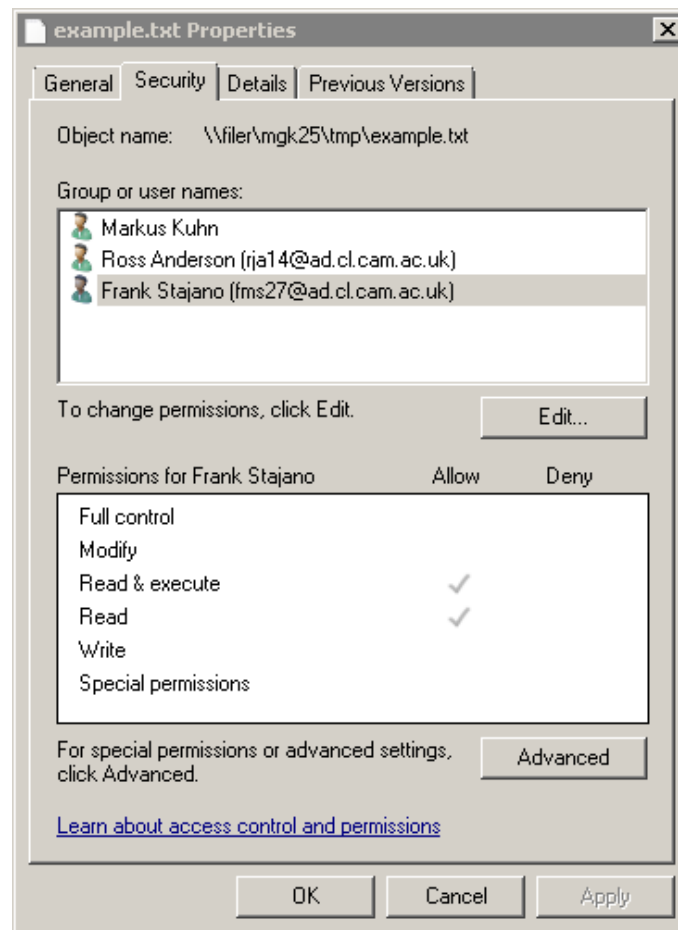 example.txt Properties
General Security Details Previous Versions
Object name: \\filer\mgk25\tmp\example.txt
Group or user names:
Markus Kuhn
Ross Anderson (rja14@ad.cl.cam.ac.uk)
Frank Stajano (fms27@ad.cl.cam.ac.uk)
To change permissions, click Edit.
Edit...
Permissions for Frank Stajano Allow Deny
Full control
Modify
Read & execute
Read
Write
Special permissions
For special permissions or advanced settings,
click Advanced.
Advanced
Learn about access control and permissions
OK Cancel Apply